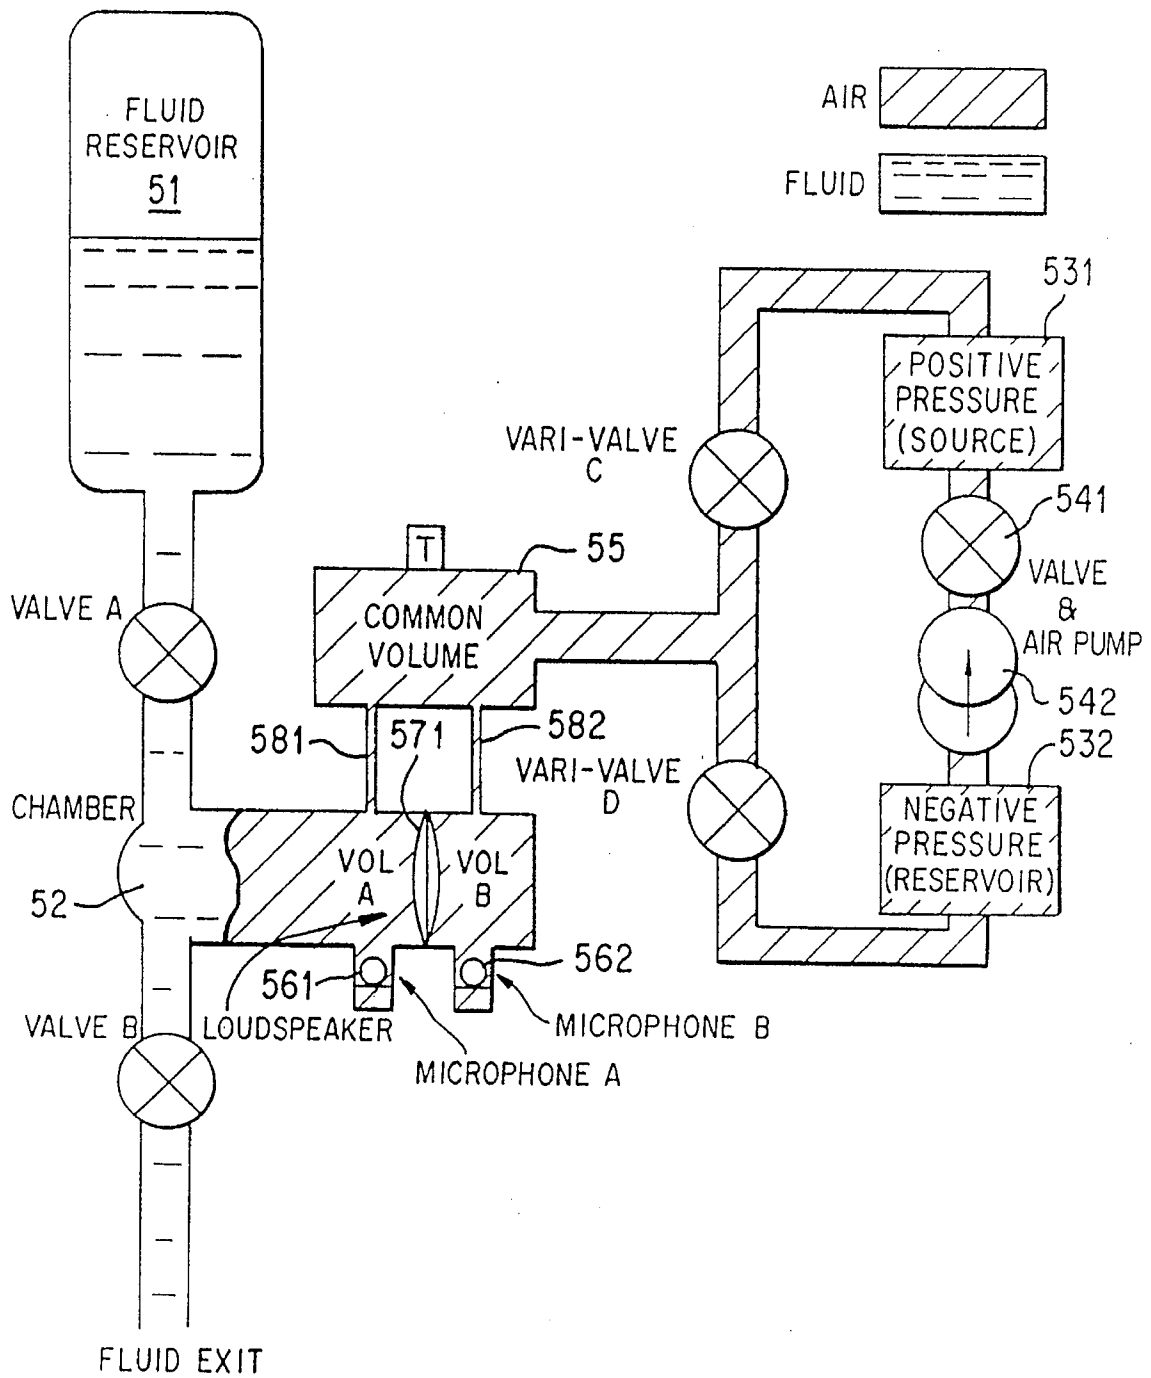 FLUID
RESERVOIR
51
AIR
FLUID
531
POSITIVE
PRESSURE
(SOURCE)
VARI-VALVE
C
541
VALVE
&
AIR PUMP
542
T
55
COMMON
VOLUME
VALVE A
581
571
582
VARI-VALVE
D
532
NEGATIVE
PRESSURE
(RESERVOIR)
CHAMBER
52
VOL
A
VOL
B
561
562
VALVE B
LOUDSPEAKER
MICROPHONE B
MICROPHONE A
FLUID EXIT